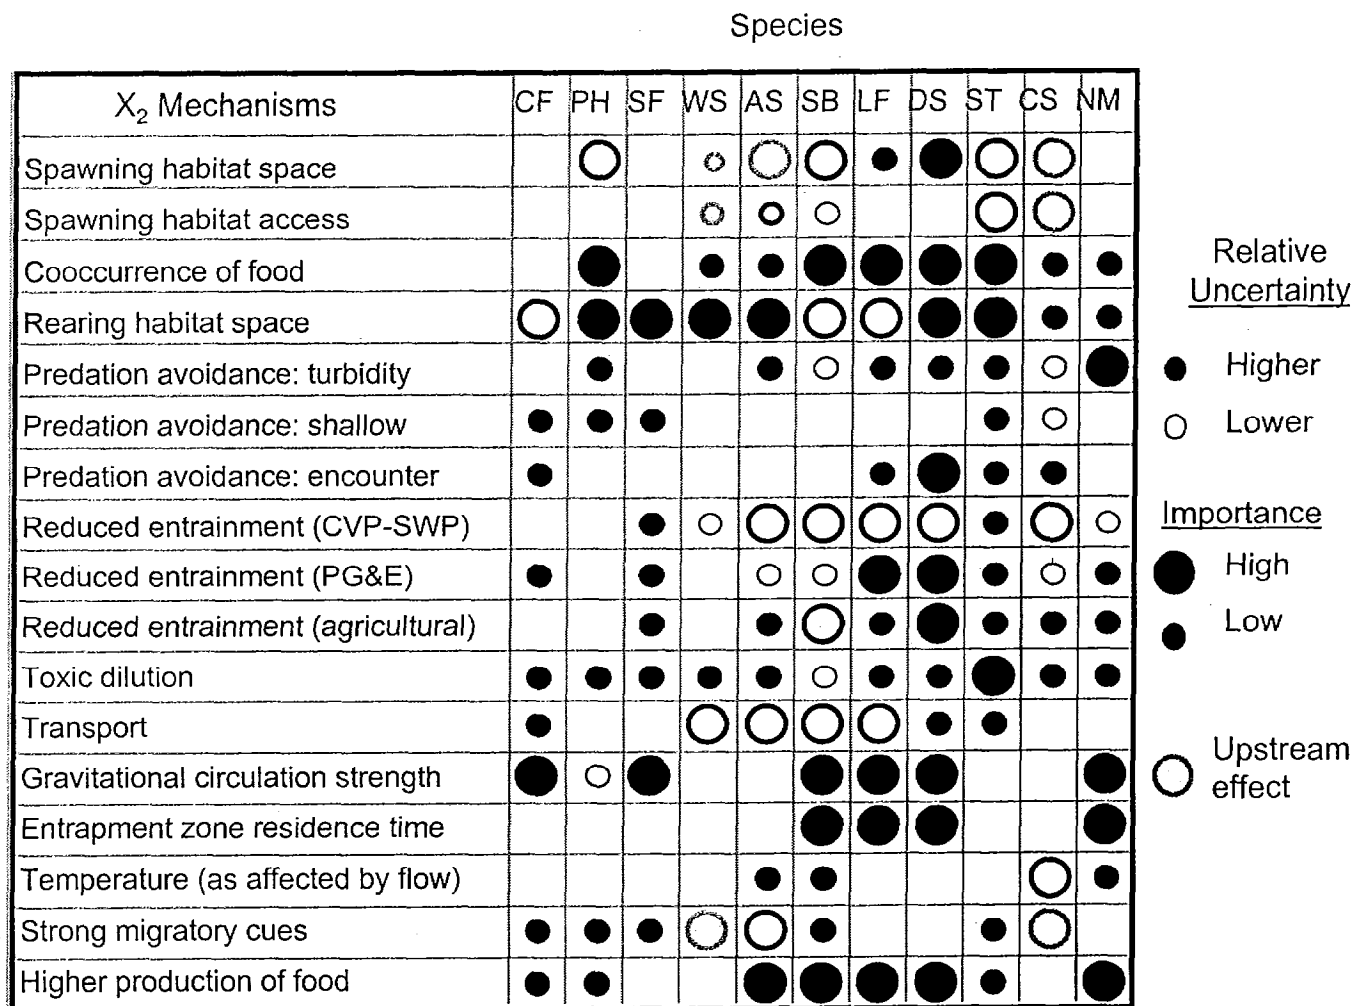 Species
X₂ Mechanisms CF PH SF WS AS SB LF DS ST CS NM
Spawning habitat space
Spawning habitat access
Cooccurrence of food
Rearing habitat space
Predation avoidance: turbidity
Predation avoidance: shallow
Predation avoidance: encounter
Reduced entrainment (CVP-SWP)
Reduced entrainment (PG&E)
Reduced entrainment (agricultural)
Toxic dilution
Transport
Gravitational circulation strength
Entrapment zone residence time
Temperature (as affected by flow)
Strong migratory cues
Higher production of food
Relative
Uncertainty
Higher
Lower
Importance
High
Low
Upstream
effect